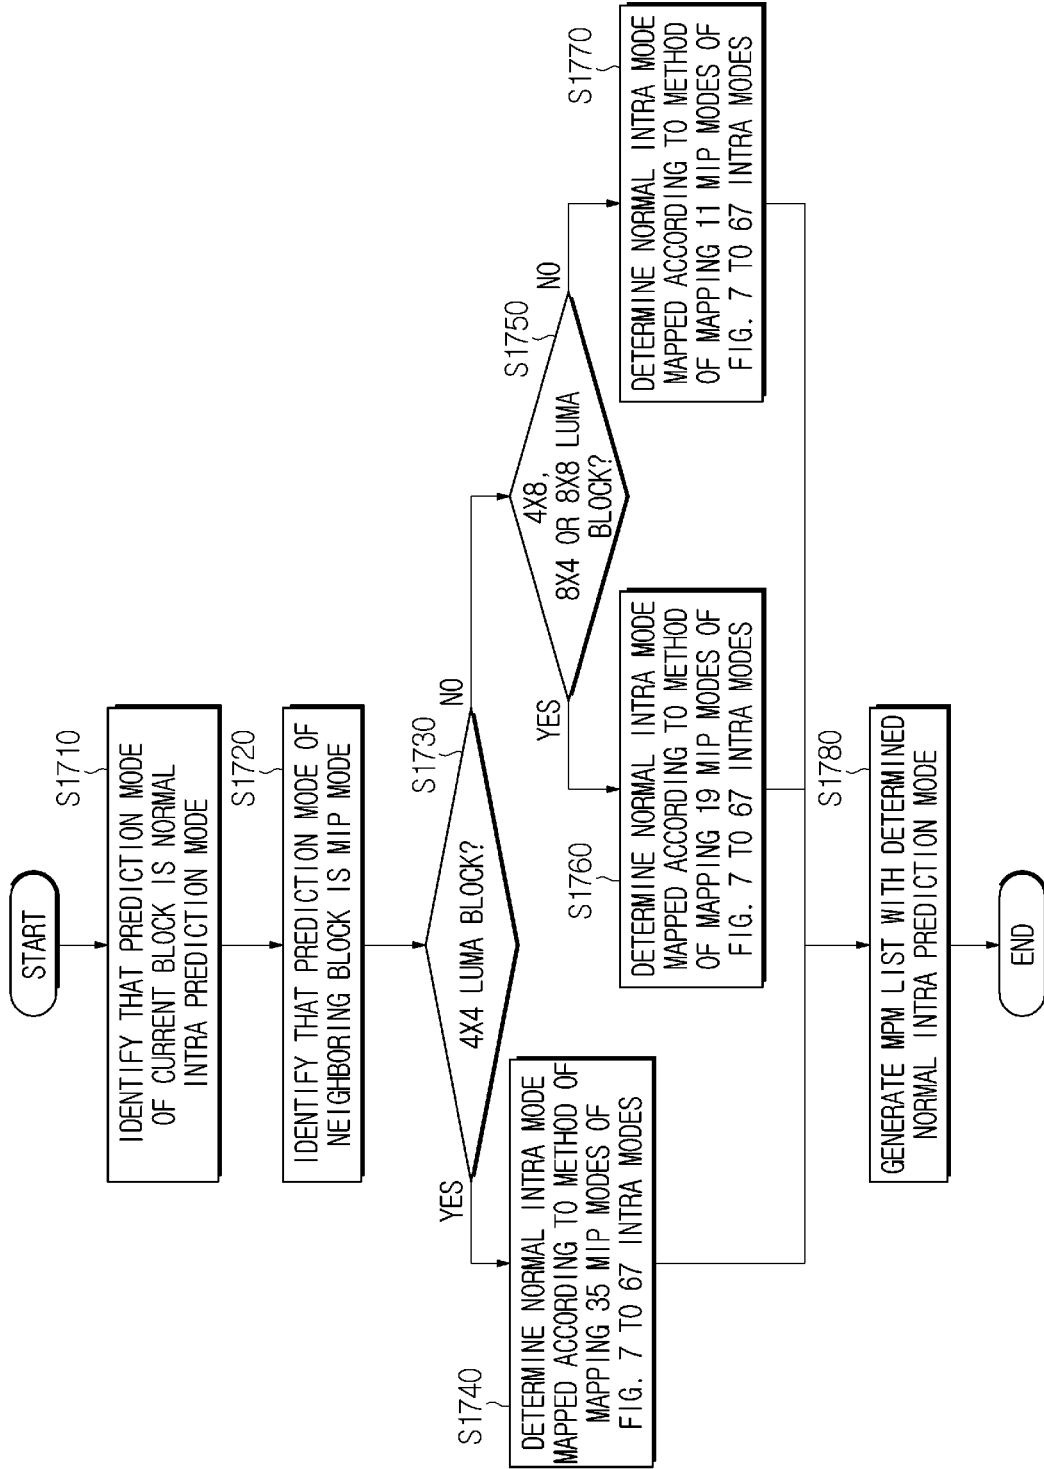 START
S1710
IDENTIFY THAT PREDICTION MODE
OF CURRENT BLOCK IS NORMAL
INTRA PREDICTION MODE
S1720
IDENTIFY THAT PREDICTION MODE OF
NEIGHBORING BLOCK IS MIP MODE
S1730
4X4 LUMA BLOCK?
YES
NO
S1740
DETERMINE NORMAL INTRA MODE
MAPPED ACCORDING TO METHOD OF
MAPPING 35 MIP MODES OF
FIG. 7 TO 67 INTRA MODES
S1750
4X8,
8X4 OR 8X8 LUMA
BLOCK?
YES
NO
S1760
DETERMINE NORMAL INTRA MODE
MAPPED ACCORDING TO METHOD
OF MAPPING 19 MIP MODES OF
FIG. 7 TO 67 INTRA MODES
S1770
DETERMINE NORMAL INTRA MODE
MAPPED ACCORDING TO METHOD
OF MAPPING 11 MIP MODES OF
FIG. 7 TO 67 INTRA MODES
S1780
GENERATE MPM LIST WITH DETERMINED
NORMAL INTRA PREDICTION MODE
END